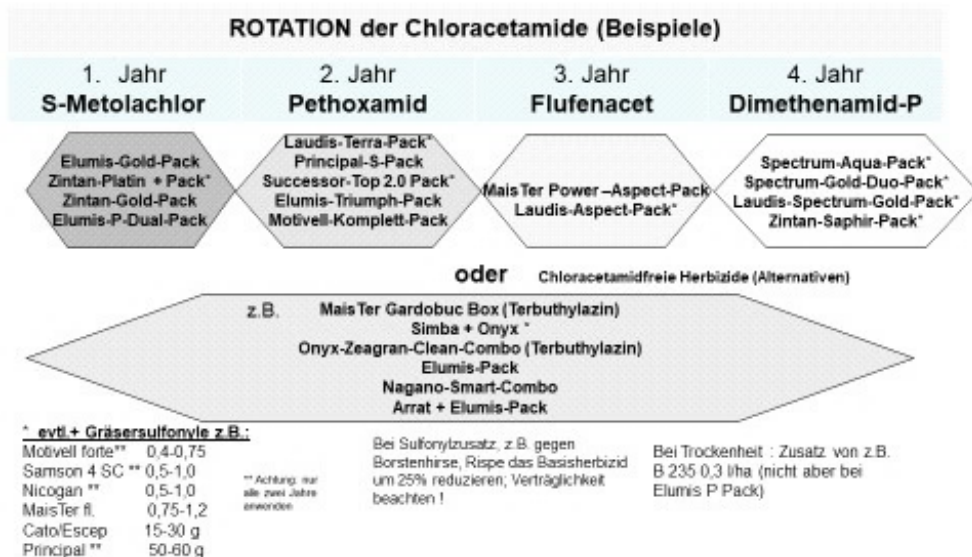 ROTATION der Chloracetamide (Beispiele)
1. Jahr
S-Metolachlor
2. Jahr
Pethoxamid
3. Jahr
Flufenacet
4. Jahr
Dimethenamid-P
Elumis-Gold-Pack
Zintan-Platin + Pack*
Zintan-Gold-Pack
Elumis-P-Dual-Pack
Laudis-Terra-Pack*
Principal-S-Pack
Successor-Top 2.0 Pack*
Elumis-Triumph-Pack
Motivell-Komplett-Pack
MaisTer Power –Aspect-Pack
Laudis-Aspect-Pack*
Spectrum-Aqua-Pack*
Spectrum-Gold-Duo-Pack*
Laudis-Spectrum-Gold-Pack*
Zintan-Saphir-Pack*
oder Chloracetamidfreie Herbizide (Alternativen)
z.B. MaisTer Gardobuc Box (Terbuthylazin)
Simba + Onyx *
Onyx-Zeagran-Clean-Combo (Terbuthylazin)
Elumis-Pack
Nagano-Smart-Combo
Arrat + Elumis-Pack
* evtl.+ Gräsersulfonyle z.B.:
Motivell forte** 0,4-0,75
Samson 4 SC ** 0,5-1,0
Nicogan ** 0,5-1,0
MaisTer fl. 0,75-1,2
Cato/Escep 15-30 g
Principal ** 50-60 g
** Achtung: nur
alle zwei Jahre
anwenden
Bei Sulfonylzusatz, z.B. gegen
Borstenhirse, Rispe das Basisherbizid
um 25% reduzieren; Verträglichkeit
beachten !
Bei Trockenheit : Zusatz von z.B.
B 235 0,3 l/ha (nicht aber bei
Elumis P Pack)